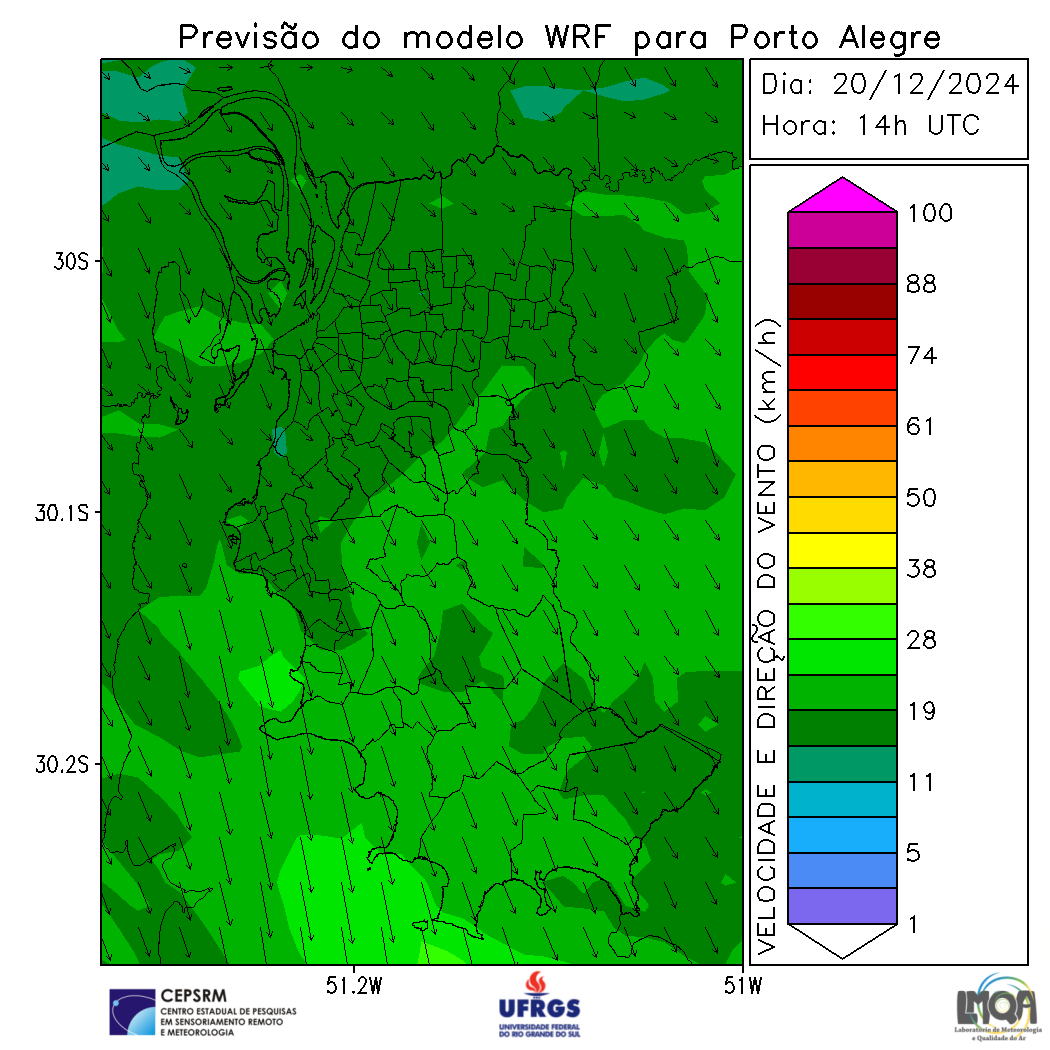 Previsão do modelo WRF para Porto Alegre
Dia: 20/12/2024
Hora: 14h UTC
30S
30.1S
30.2S
51.2W
51W
VELOCIDADE E DIREÇÃO DO VENTO (km/h)
100
88
74
61
50
38
28
19
11
5
1
CEPSRM
CENTRO ESTADUAL DE PESQUISAS
EM SENSORIAMENTO REMOTO
E METEOROLOGIA
UFRGS
UNIVERSIDADE FEDERAL
DO RIO GRANDE DO SUL
LMQA
Laboratório de Meteorologia
e Qualidade do Ar